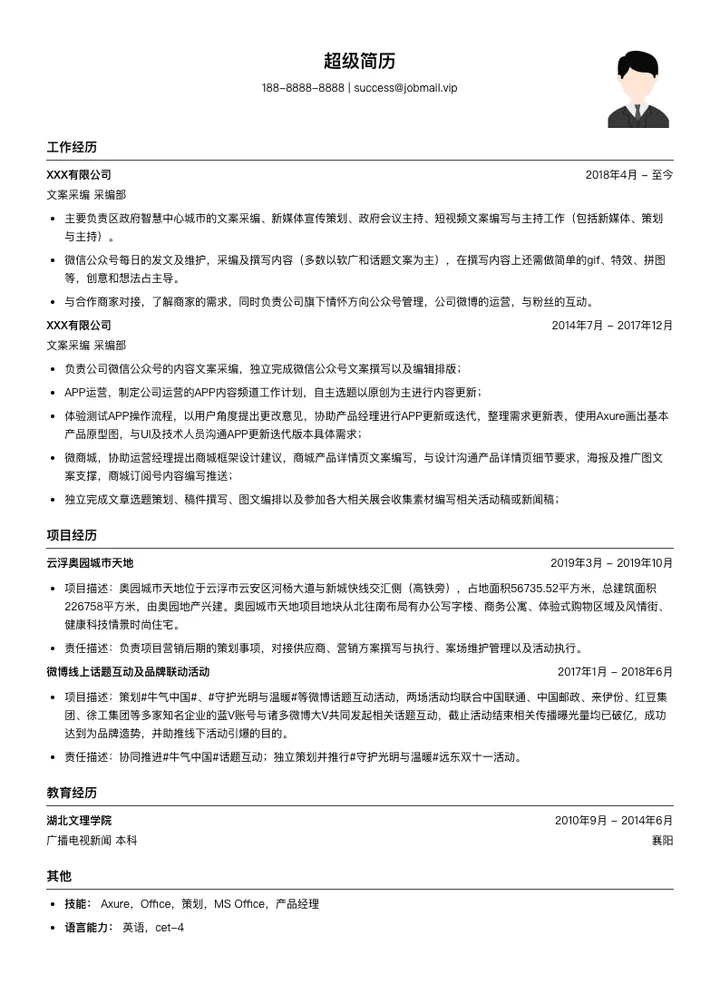 超级简历
188-8888-8888 | success@jobmail.vip
工作经历
XXX有限公司 2018年4月 – 至今
文案采编 采编部
• 主要负责区政府智慧中心城市的文案采编、新媒体宣传策划、政府会议主持、短视频文案编写与主持工作（包括新媒体、策划
与主持）。
• 微信公众号每日的发文及维护，采编及撰写内容（多数以软广和话题文案为主），在撰写内容上还需做简单的gif、特效、拼图
等，创意和想法占主导。
• 与合作商家对接，了解商家的需求，同时负责公司旗下情怀方向公众号管理，公司微博的运营，与粉丝的互动。
XXX有限公司 2014年7月 – 2017年12月
文案采编 采编部
• 负责公司微信公众号的内容文案采编，独立完成微信公众号文案撰写以及编辑排版；
• APP运营，制定公司运营的APP内容频道工作计划，自主选题以原创为主进行内容更新；
• 体验测试APP操作流程，以用户角度提出更改意见，协助产品经理进行APP更新或迭代，整理需求更新表，使用Axure画出基本
产品原型图，与UI及技术人员沟通APP更新迭代版本具体需求；
• 微商城，协助运营经理提出商城框架设计建议，商城产品详情页文案编写，与设计沟通产品详情页细节要求，海报及推广图文
案支撑，商城订阅号内容编写推送；
• 独立完成文章选题策划、稿件撰写、图文编排以及参加各大相关展会收集素材编写相关活动稿或新闻稿；
项目经历
云浮奥园城市天地 2019年3月 – 2019年10月
• 项目描述：奥园城市天地位于云浮市云安区河杨大道与新城快线交汇侧（高铁旁），占地面积56735.52平方米，总建筑面积
226758平方米，由奥园地产兴建。奥园城市天地项目地块从北往南布局有办公写字楼、商务公寓、体验式购物区域及风情街、
健康科技情景时尚住宅。
• 责任描述：负责项目营销后期的策划事项，对接供应商、营销方案撰写与执行、案场维护管理以及活动执行。
微博线上话题互动及品牌联动活动 2017年1月 – 2018年6月
• 项目描述：策划#牛气中国#、#守护光明与温暖#等微博话题互动活动，两场活动均联合中国联通、中国邮政、来伊份、红豆集
团、徐工集团等多家知名企业的蓝V账号与诸多微博大V共同发起相关话题互动，截止活动结束相关传播曝光量均已破亿，成功
达到为品牌造势，并助推线下活动引爆的目的。
• 责任描述：协同推进#牛气中国#话题互动；独立策划并推行#守护光明与温暖#远东双十一活动。
教育经历
湖北文理学院 2010年9月 – 2014年6月
广播电视新闻 本科 襄阳
其他
• 技能： Axure，Office，策划，MS Office，产品经理
• 语言能力： 英语，cet-4